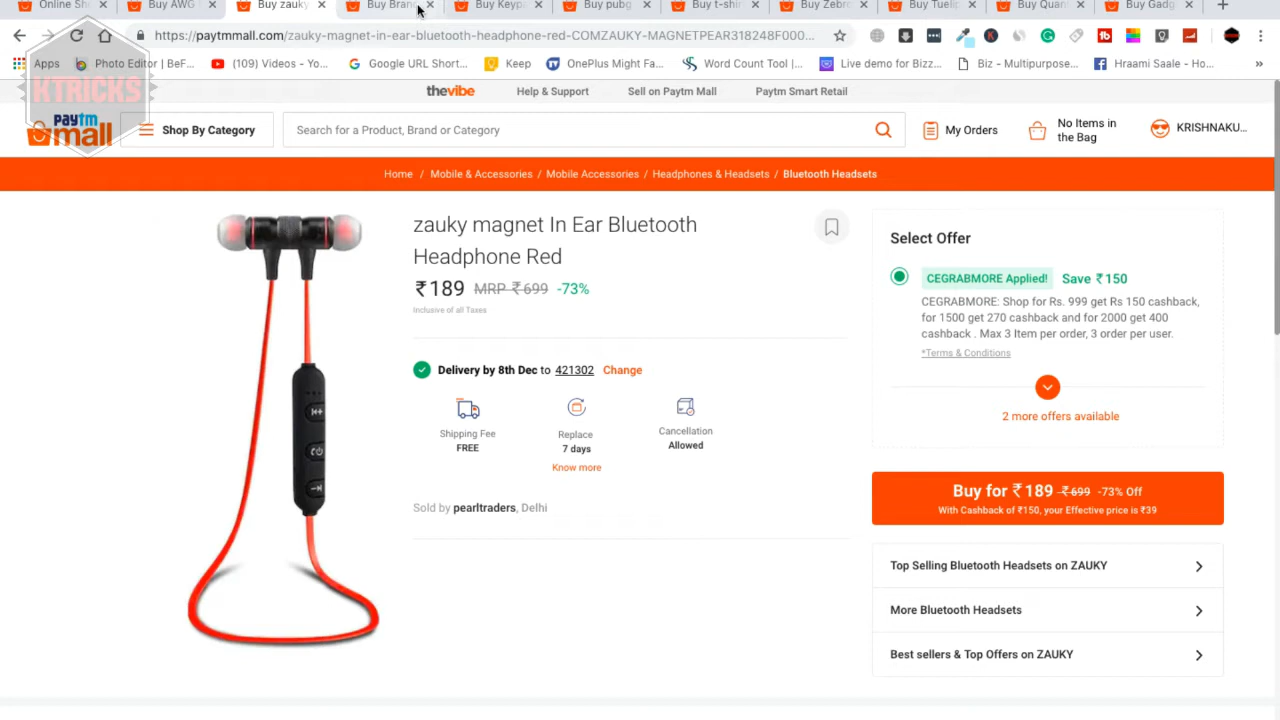 Online Sh
Buy AWG
Buy zauky
Buy Bran
Buy Keyp
Buy pubg
Buy t-shir
Buy Zebro
Buy Tuelip
Buy Quan
Buy Gadg
https://paytmmall.com/zauky-magnet-in-ear-bluetooth-headphone-red-COMZAUKY-MAGNETPEAR318248F000...
Apps
Photo Editor | BeF...
(109) Videos - Yo...
Google URL Short...
Keep
OnePlus Might Fa...
Word Count Tool |...
Live demo for Bizz...
Biz - Multipurpose...
Hraami Saale - Ho...
»
KTRICKS
thevibe
Help & Support
Sell on Paytm Mall
Paytm Smart Retail
paytm
mall
Shop By Category
Search for a Product, Brand or Category
My Orders
No Items in
the Bag
KRISHNAKU...
Home / Mobile & Accessories / Mobile Accessories / Headphones & Headsets / Bluetooth Headsets
zauky magnet In Ear Bluetooth
Headphone Red
₹189 MRP ₹699 -73%
Inclusive of all Taxes
Delivery by 8th Dec to 421302 Change
Shipping Fee
FREE
Replace
7 days
Know more
Cancellation
Allowed
Sold by pearltraders, Delhi
Select Offer
CEGRABMORE Applied! Save ₹150
CEGRABMORE: Shop for Rs. 999 get Rs 150 cashback,
for 1500 get 270 cashback and for 2000 get 400
cashback . Max 3 Item per order, 3 order per user.
*Terms & Conditions
2 more offers available
Buy for ₹189 ₹699 -73% Off
With Cashback of ₹150, your Effective price is ₹39
Top Selling Bluetooth Headsets on ZAUKY
More Bluetooth Headsets
Best sellers & Top Offers on ZAUKY